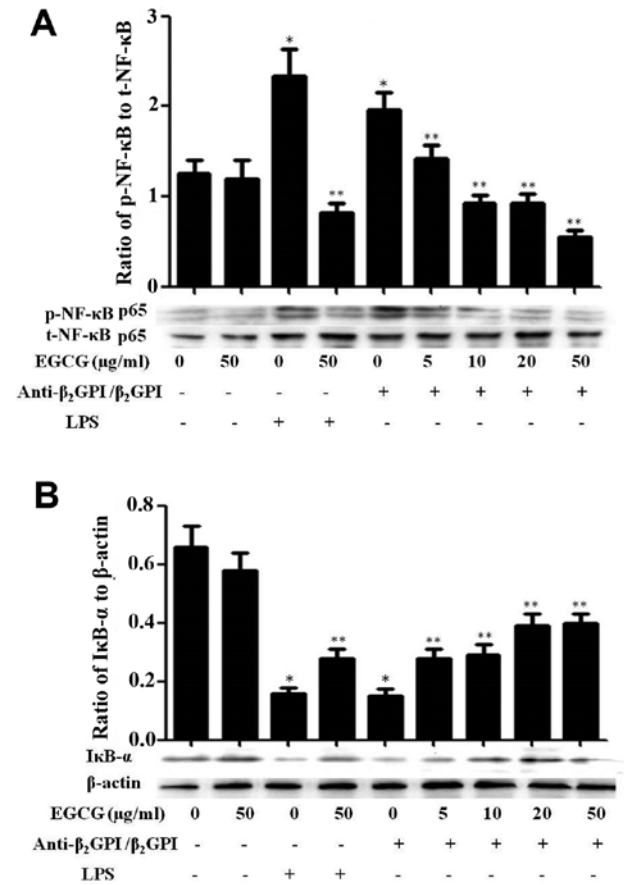 A
Ratio of p-NF-κB to t-NF-κB
3
2
1
0
* ** * ** ** ** **
p-NF-κB p65
t-NF-κB p65
EGCG (μg/ml) 0 50 0 50 0 5 10 20 50
Anti-β₂GPI/β₂GPI - - - - + + + + +
LPS - - + + - - - - -
B
Ratio of IκB-α to β-actin
0.8
0.6
0.4
0.2
0.0
* ** * ** ** ** **
IκB-α
β-actin
EGCG (μg/ml) 0 50 0 50 0 5 10 20 50
Anti-β₂GPI/β₂GPI - - - - + + + + +
LPS - - + + - - - - -